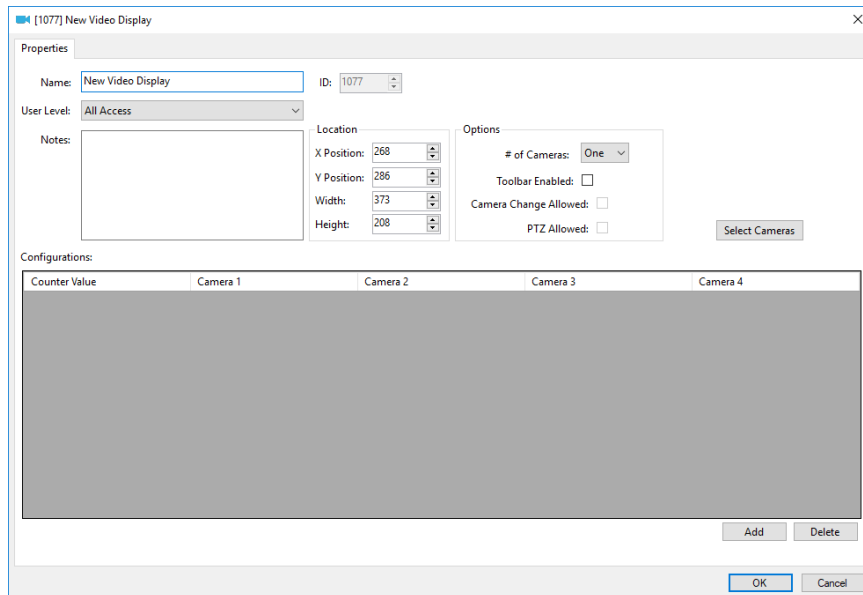 [1077] New Video Display
Properties
Name: New Video Display ID: 1077
User Level: All Access
Notes:
Location
X Position: 268
Y Position: 286
Width: 373
Height: 208
Options
# of Cameras: One
Toolbar Enabled:
Camera Change Allowed:
PTZ Allowed:
Select Cameras
Configurations:
Counter Value Camera 1 Camera 2 Camera 3 Camera 4
Add Delete
OK Cancel